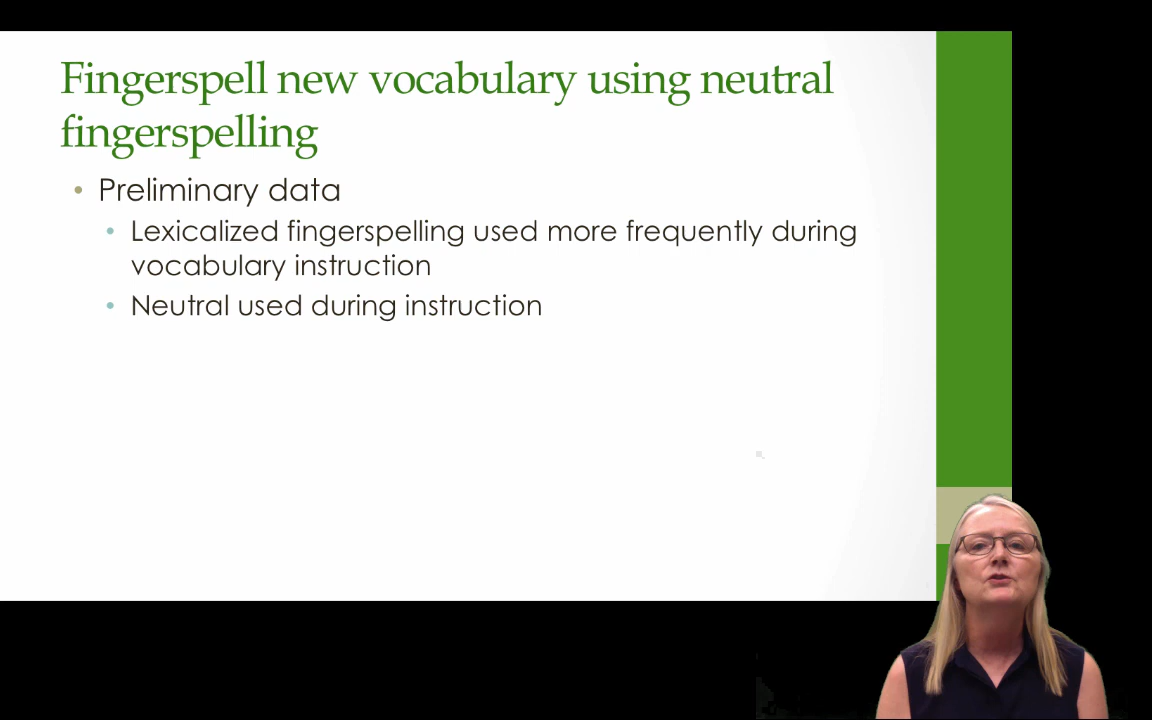 Fingerspell new vocabulary using neutral
fingerspelling
• Preliminary data
• Lexicalized fingerspelling used more frequently during
vocabulary instruction
• Neutral used during instruction